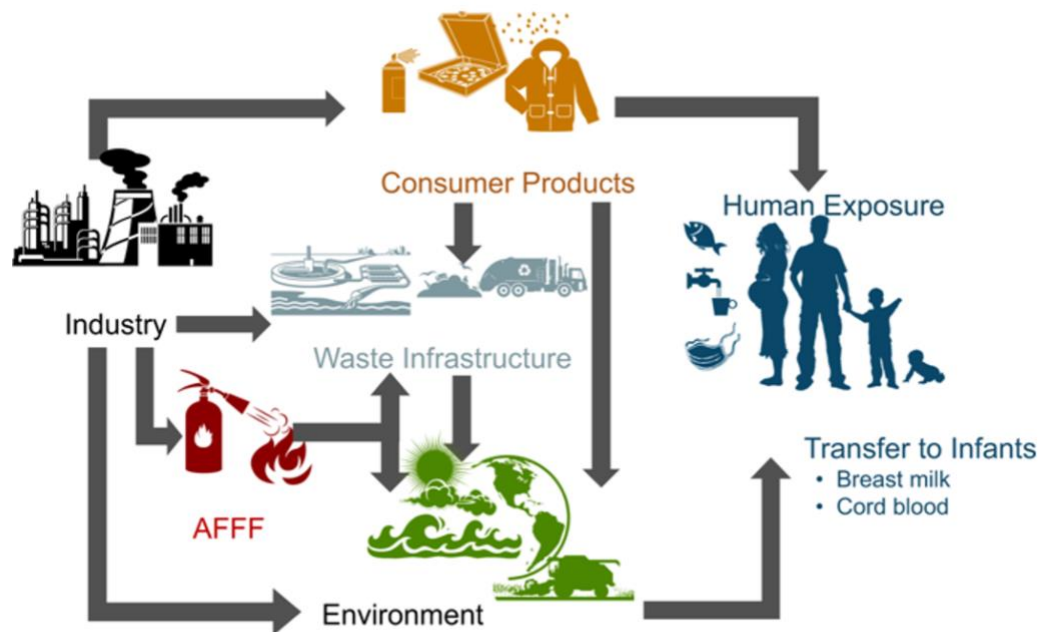 Consumer Products
Human Exposure
Industry
Waste Infrastructure
Transfer to Infants
• Breast milk
• Cord blood
AFFF
Environment